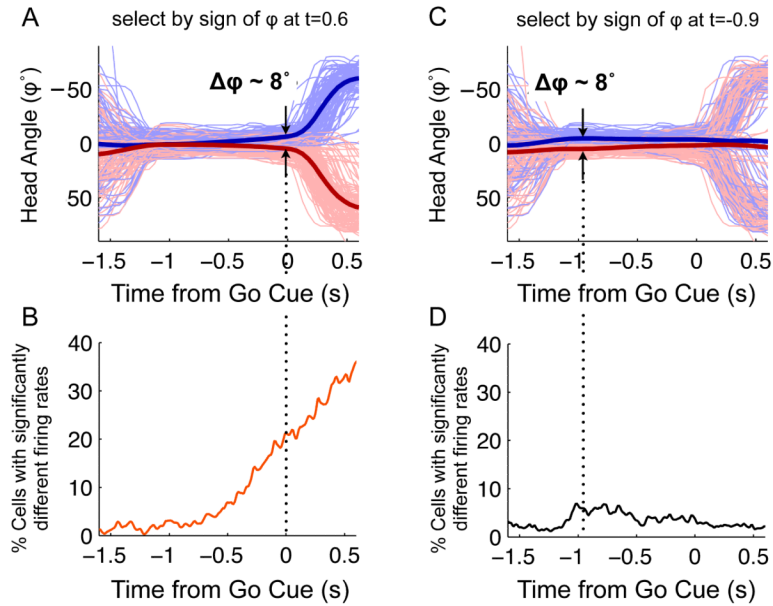 A
select by sign of φ at t=0.6
Head Angle (φ°)
−50
0
50
Δφ ~ 8°
−1.5
−1
−0.5
0
0.5
Time from Go Cue (s)
B
% Cells with significantly
different firing rates
40
30
20
10
0
−1.5
−1
−0.5
0
0.5
Time from Go Cue (s)
C
select by sign of φ at t=-0.9
Head Angle (φ°)
−50
0
50
Δφ ~ 8°
−1.5
−1
−0.5
0
0.5
Time from Go Cue (s)
D
% Cells with significantly
different firing rates
40
30
20
10
0
−1.5
−1
−0.5
0
0.5
Time from Go Cue (s)